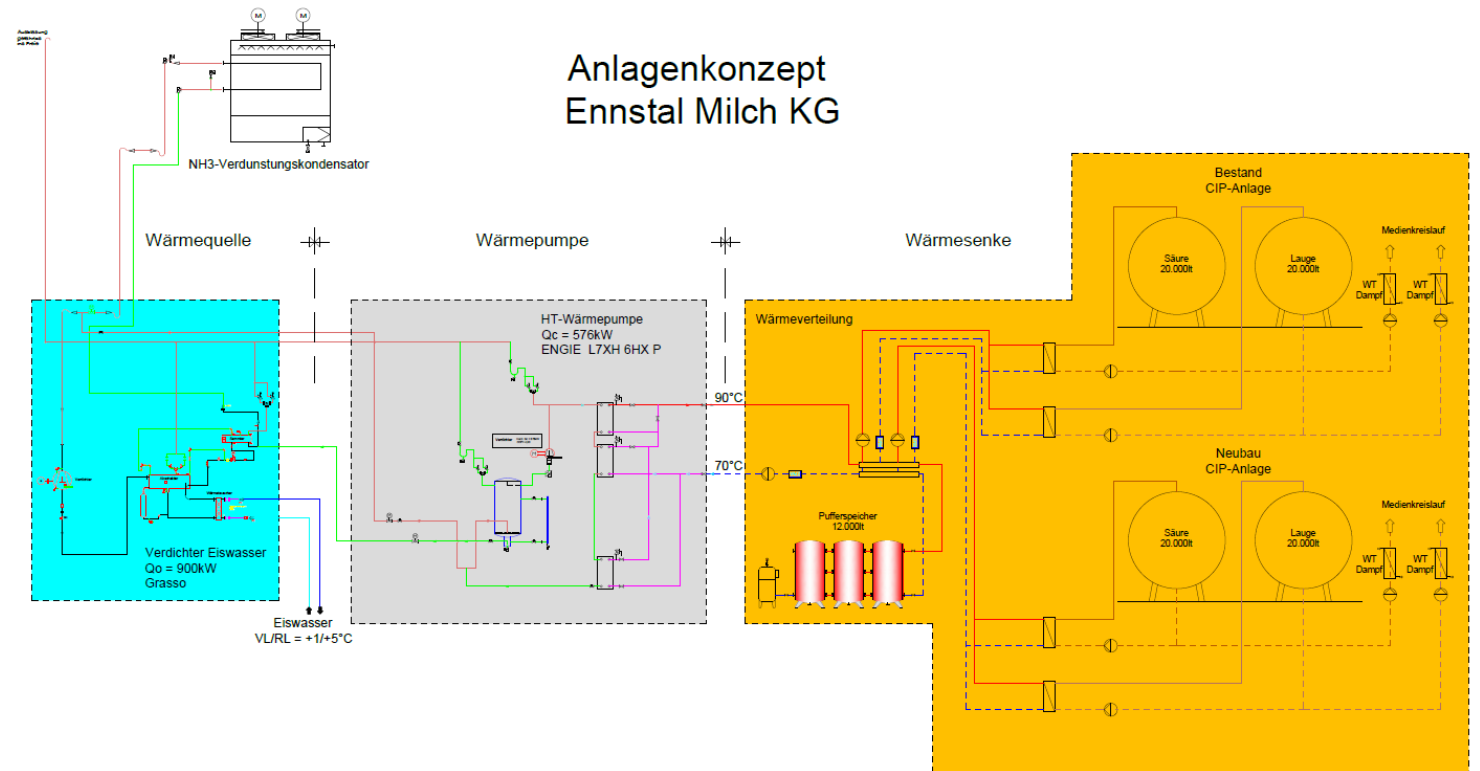 Anlagenkonzept
Ennstal Milch KG
M
M
NH3-Verdunstungskondensator
Wärmequelle
Wärmepumpe
Wärmesenke
Verdichter Eiswasser
Qo = 900kW
Grasso
Eiswasser
VL/RL = +1/+5°C
HT-Wärmepumpe
Qc = 576kW
ENGIE L7XH 6HX P
90°C
70°C
Wärmeverteilung
Pufferspeicher
12.000lt
Bestand
CIP-Anlage
Säure
20.000lt
Lauge
20.000lt
Medienkreislauf
WT
Dampf
WT
Dampf
Neubau
CIP-Anlage
Säure
20.000lt
Lauge
20.000lt
Medienkreislauf
WT
Dampf
WT
Dampf